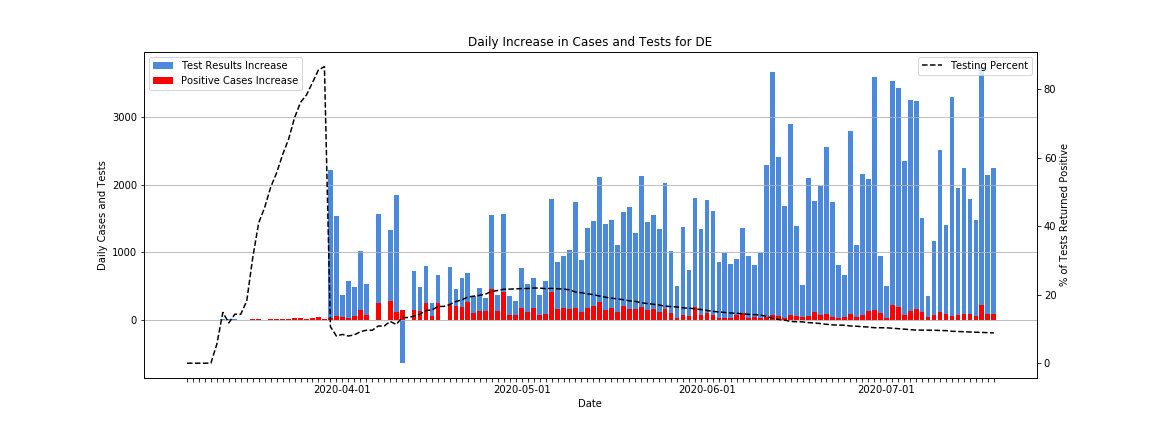 Daily Increase in Cases and Tests for DE
Test Results Increase
Positive Cases Increase
Testing Percent
3000
2000
1000
0
80
60
40
20
0
Daily Cases and Tests
% of Tests Returned Positive
2020-04-01
2020-05-01
2020-06-01
2020-07-01
Date